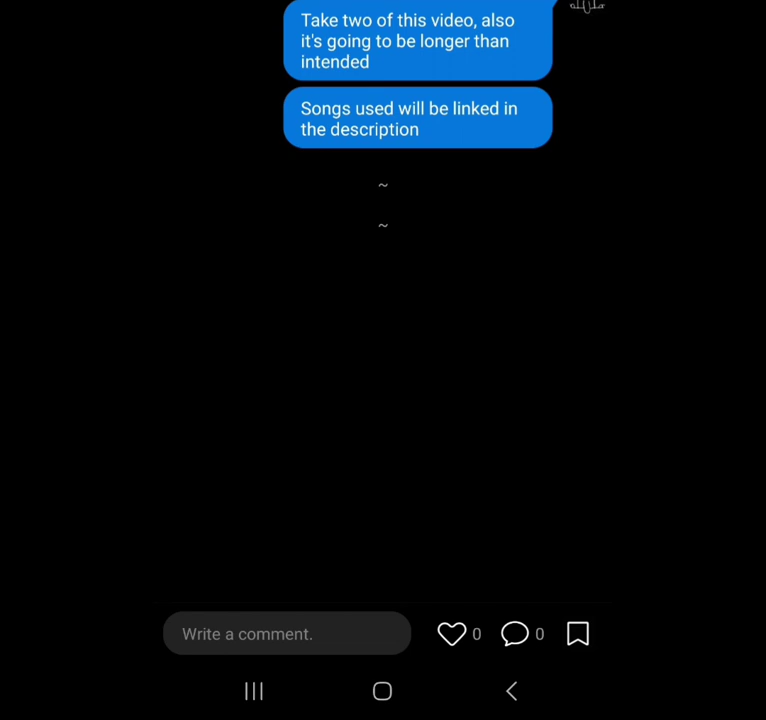 Take two of this video, also
it's going to be longer than
intended
Songs used will be linked in
the description
~
~
Write a comment.
0
0